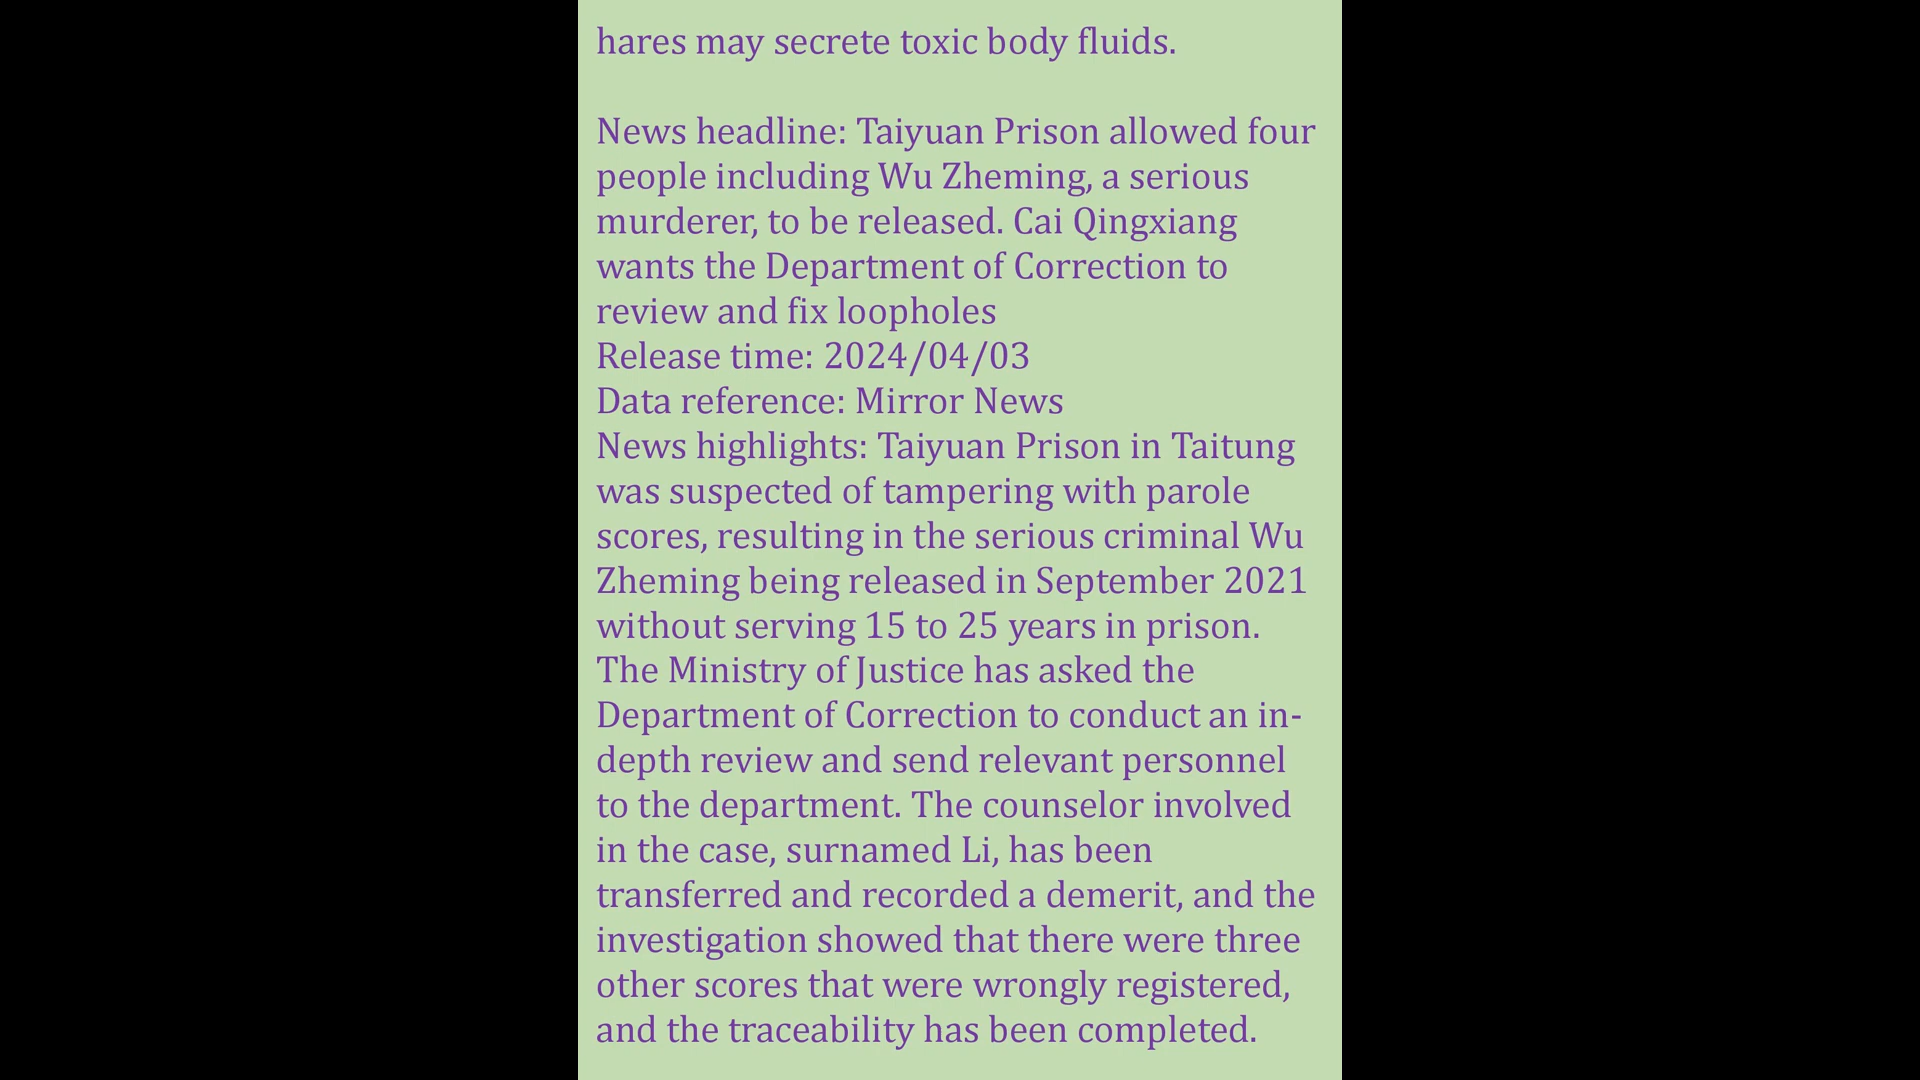 hares may secrete toxic body fluids.
News headline: Taiyuan Prison allowed four
people including Wu Zheming, a serious
murderer, to be released. Cai Qingxiang
wants the Department of Correction to
review and fix loopholes
Release time: 2024/04/03
Data reference: Mirror News
News highlights: Taiyuan Prison in Taitung
was suspected of tampering with parole
scores, resulting in the serious criminal Wu
Zheming being released in September 2021
without serving 15 to 25 years in prison.
The Ministry of Justice has asked the
Department of Correction to conduct an in-
depth review and send relevant personnel
to the department. The counselor involved
in the case, surnamed Li, has been
transferred and recorded a demerit, and the
investigation showed that there were three
other scores that were wrongly registered,
and the traceability has been completed.